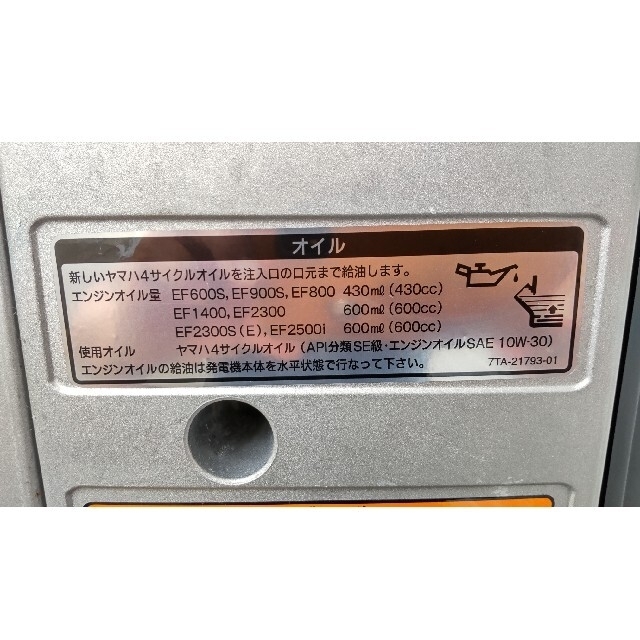 オイル
新しいヤマハ4サイクルオイルを注入口の口元まで給油します。
エンジンオイル量 EF600S, EF900S, EF800 430mℓ (430cc)
EF1400, EF2300 600mℓ (600cc)
EF2300S (E), EF2500i 600mℓ (600cc)
使用オイル ヤマハ4サイクルオイル (API分類SE級・エンジンオイルSAE 10W-30)
エンジンオイルの給油は発電機本体を水平状態で行なって下さい。 7TA-21793-01